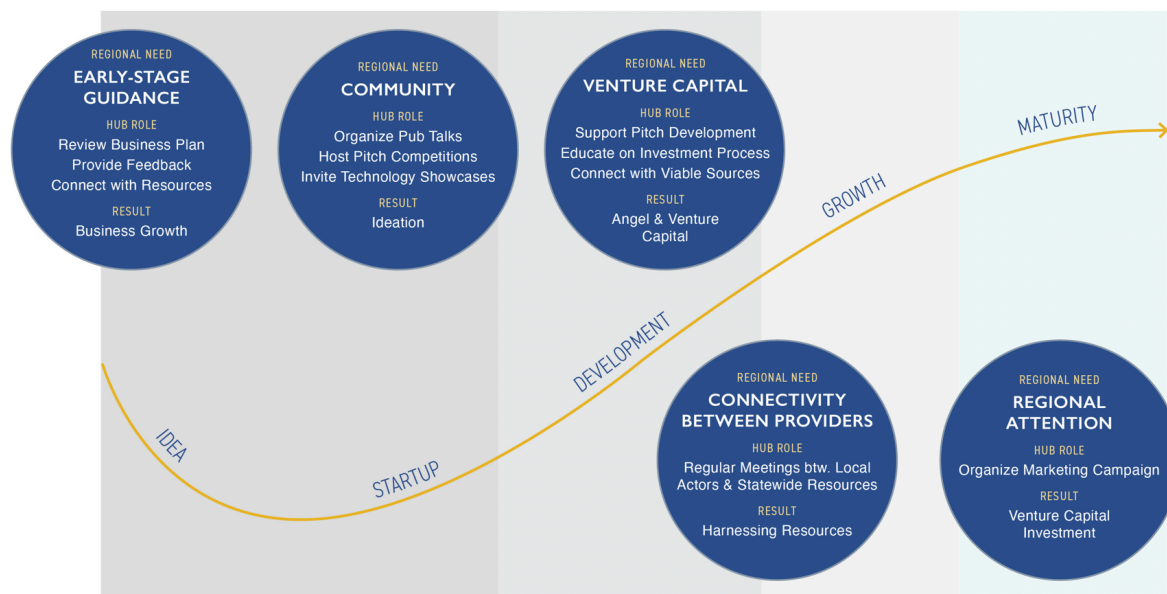 REGIONAL NEED
EARLY-STAGE
GUIDANCE
HUB ROLE
Review Business Plan
Provide Feedback
Connect with Resources
RESULT
Business Growth
REGIONAL NEED
COMMUNITY
HUB ROLE
Organize Pub Talks
Host Pitch Competitions
Invite Technology Showcases
RESULT
Ideation
REGIONAL NEED
VENTURE CAPITAL
HUB ROLE
Support Pitch Development
Educate on Investment Process
Connect with Viable Sources
RESULT
Angel & Venture
Capital
IDEA
STARTUP
DEVELOPMENT
GROWTH
MATURITY
REGIONAL NEED
CONNECTIVITY
BETWEEN PROVIDERS
HUB ROLE
Regular Meetings btw. Local
Actors & Statewide Resources
RESULT
Harnessing Resources
REGIONAL NEED
REGIONAL
ATTENTION
HUB ROLE
Organize Marketing Campaign
RESULT
Venture Capital
Investment